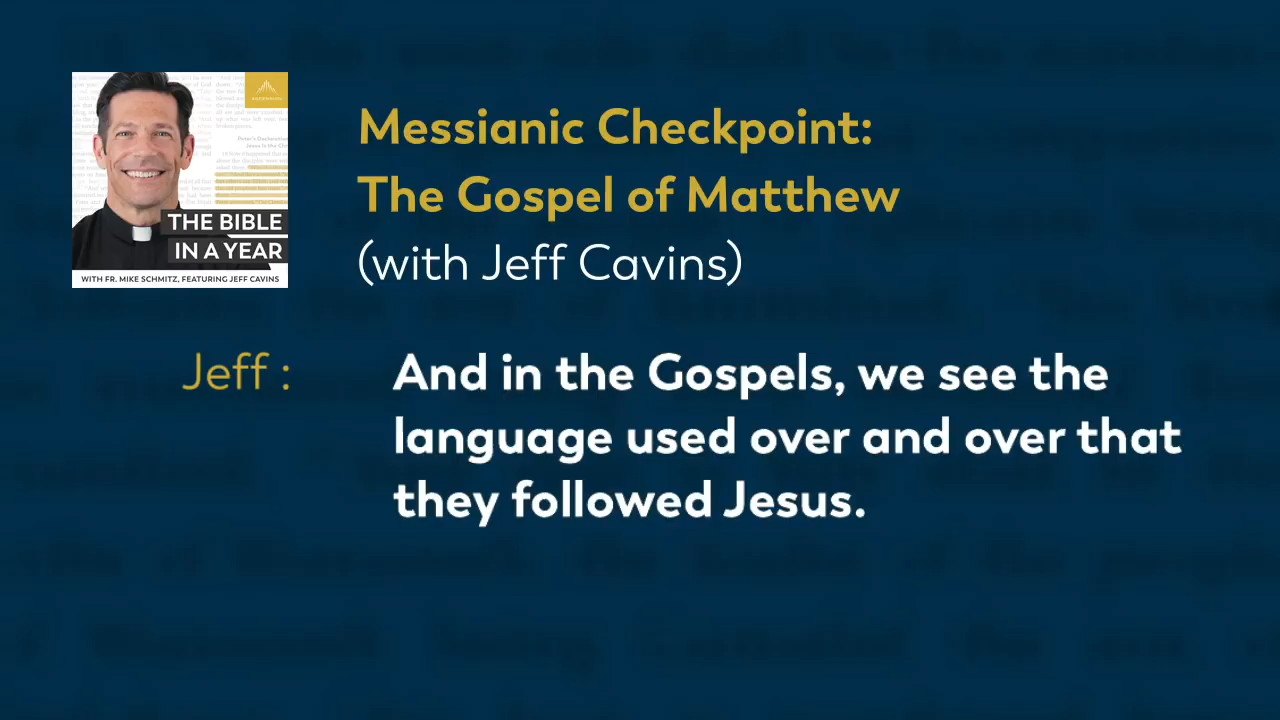 THE BIBLE
IN A YEAR
WITH FR. MIKE SCHMITZ, FEATURING JEFF CAVINS
Messianic Checkpoint:
The Gospel of Matthew
(with Jeff Cavins)
Jeff :
And in the Gospels, we see the
language used over and over that
they followed Jesus.